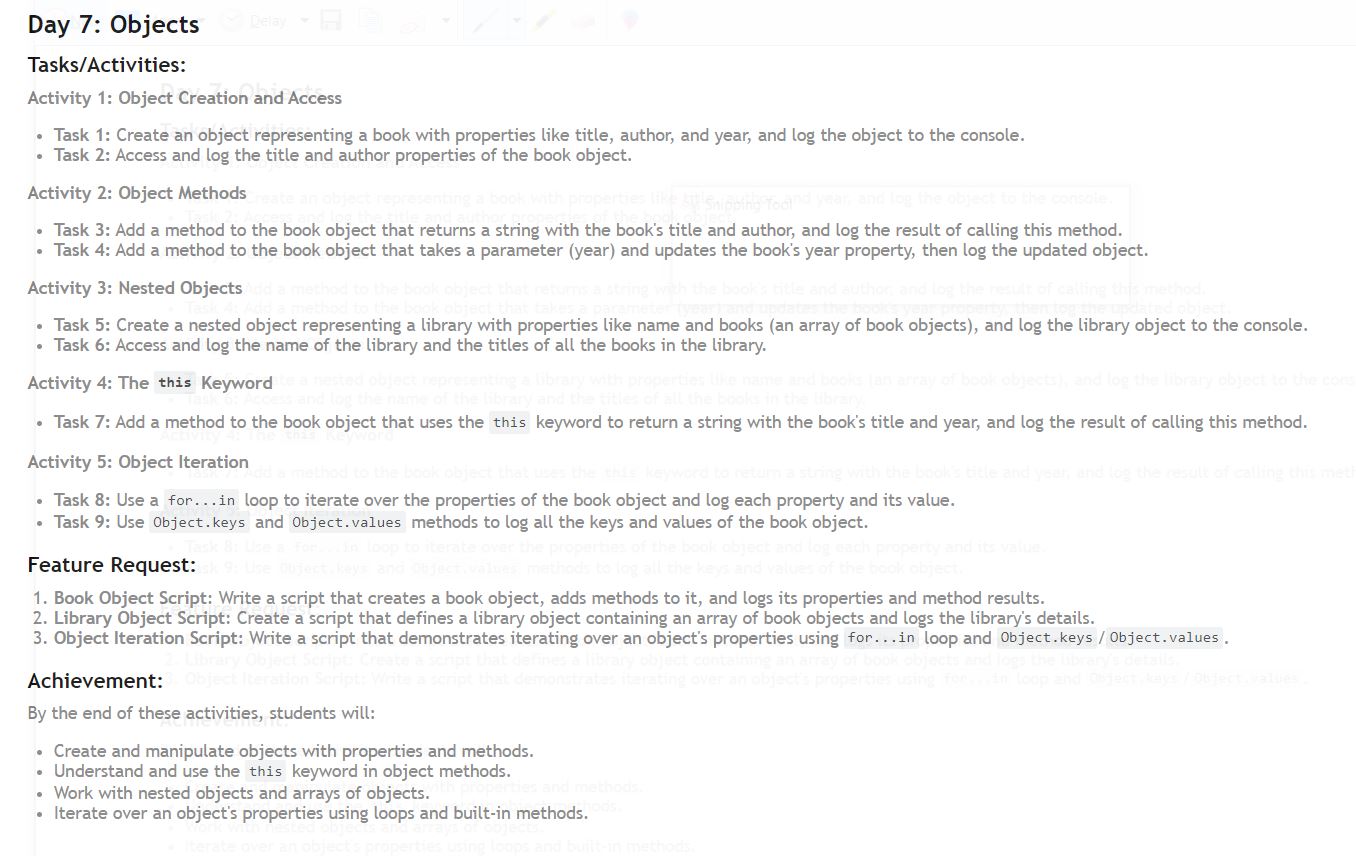 Day 7: Objects
Delay
Tasks/Activities:
Activity 1: Object Creation and Access
Task 1: Create an object representing a book with properties like title, author, and year, and log the object to the console.
Task 2: Access and log the title and author properties of the book object.
Activity 2: Object Methods
Snipping Tool
Task 3: Add a method to the book object that returns a string with the book's title and author, and log the result of calling this method.
Task 4: Add a method to the book object that takes a parameter (year) and updates the book's year property, then log the updated object.
Activity 3: Nested Objects
Task 5: Create a nested object representing a library with properties like name and books (an array of book objects), and log the library object to the console.
Task 6: Access and log the name of the library and the titles of all the books in the library.
Activity 4: The this Keyword
Task 7: Add a method to the book object that uses the this keyword to return a string with the book's title and year, and log the result of calling this method.
Activity 5: Object Iteration
Task 8: Use a for...in loop to iterate over the properties of the book object and log each property and its value.
Task 9: Use Object.keys and Object.values methods to log all the keys and values of the book object.
Feature Request:
1. Book Object Script: Write a script that creates a book object, adds methods to it, and logs its properties and method results.
2. Library Object Script: Create a script that defines a library object containing an array of book objects and logs the library's details.
3. Object Iteration Script: Write a script that demonstrates iterating over an object's properties using for...in loop and Object.keys/Object.values.
Achievement:
By the end of these activities, students will:
Create and manipulate objects with properties and methods.
Understand and use the this keyword in object methods.
Work with nested objects and arrays of objects.
Iterate over an object's properties using loops and built-in methods.